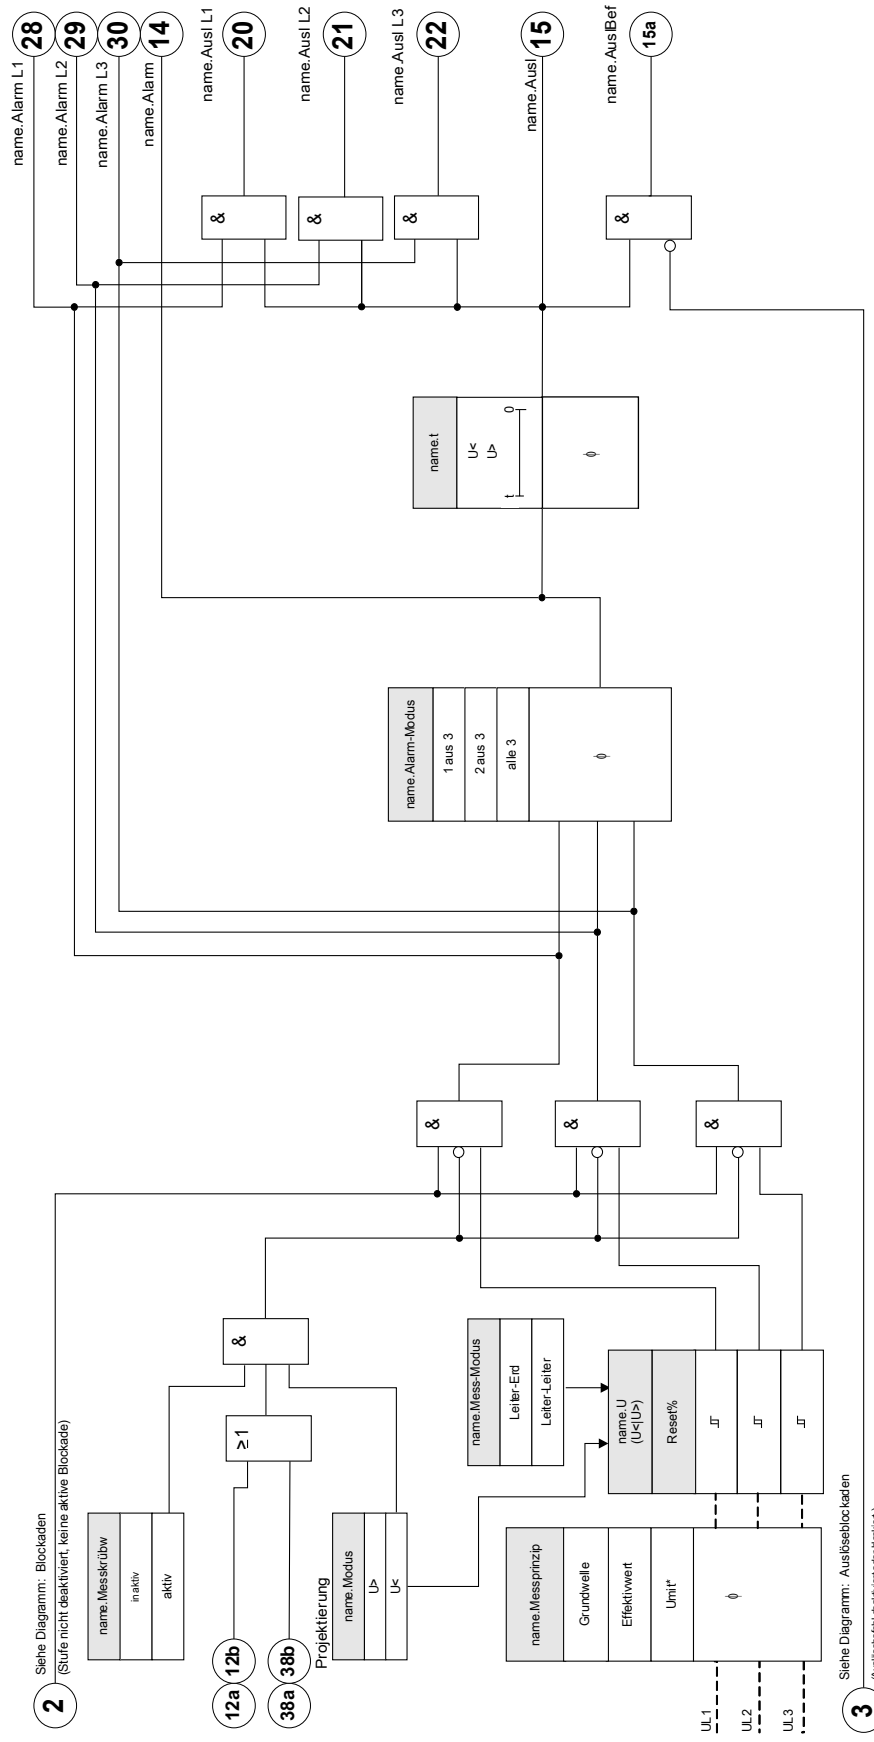 name.Alarm L1
28
name.Alarm L2
29
name.Alarm L3
30
name.Alarm
14
name.Ausl L1
20
name.Ausl L2
21
name.Ausl L3
22
name.Ausl
15
name.AuslBef
15a
&
&
&
&
name.t
U<
U>
t
0
φ
name.Alarm-Modus
1 aus 3
2 aus 3
alle 3
φ
&
&
&
2
Siehe Diagramm: Blockaden
(Stufe nicht deaktiviert, keine aktive Blockade)
name.Messkrübw
inaktiv
aktiv
&
≥1
12a
12b
38a
38b
Projektierung
name.Modus
U>
U<
name.Mess-Modus
Leiter-Erd
Leiter-Leiter
name.U
(U<|U>)
Reset%
name.Messprinzip
Grundwelle
Effektivwert
Umit*
φ
UL1
UL2
UL3
3
Siehe Diagramm: Auslöseblockaden